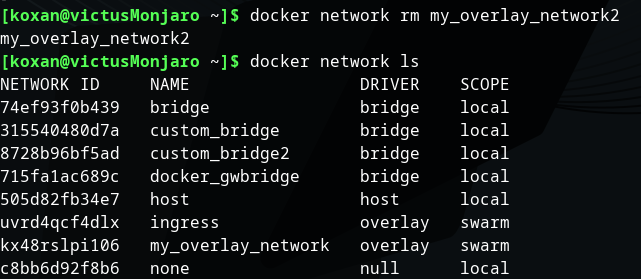 [koxan@victusMonjaro ~]$ docker network rm my_overlay_network2
my_overlay_network2
[koxan@victusMonjaro ~]$ docker network ls
NETWORK ID     NAME                 DRIVER    SCOPE
74ef93f0b439   bridge               bridge    local
315540480d7a   custom_bridge        bridge    local
8728b96bf5ad   custom_bridge2       bridge    local
715fa1ac689c   docker_gwbridge      bridge    local
505d82fb34e7   host                 host      local
uvrd4qcf4dlx   ingress              overlay   swarm
kx48rslpi106   my_overlay_network   overlay   swarm
c8bb6d92f8b6   none                 null      local